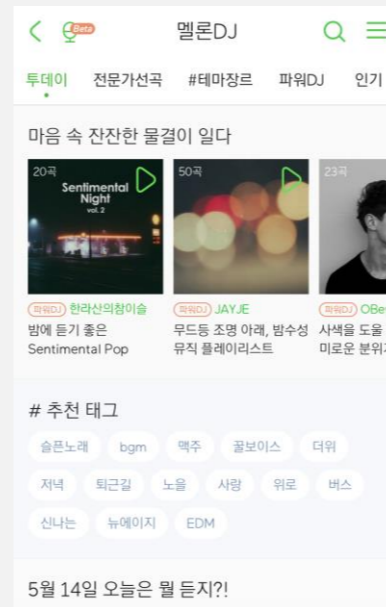 Beta
멜론DJ
투데이 전문가선곡 #테마장르 파워DJ 인기
마음 속 잔잔한 물결이 일다
20곡
Sentimental
Night
vol. 2
50곡
23곡
파워DJ 한라산의참이슬
파워DJ JAYJE
파워DJ OBe
밤에 듣기 좋은
Sentimental Pop
무드등 조명 아래, 밤수성
뮤직 플레이리스트
사색을 도울
미로운 분위
# 추천 태그
슬픈노래 bgm 맥주 꿀보이스 더위
저녁 퇴근길 노을 사랑 위로 버스
신나는 뉴에이지 EDM
5월 14일 오늘은 뭘 듣지?!